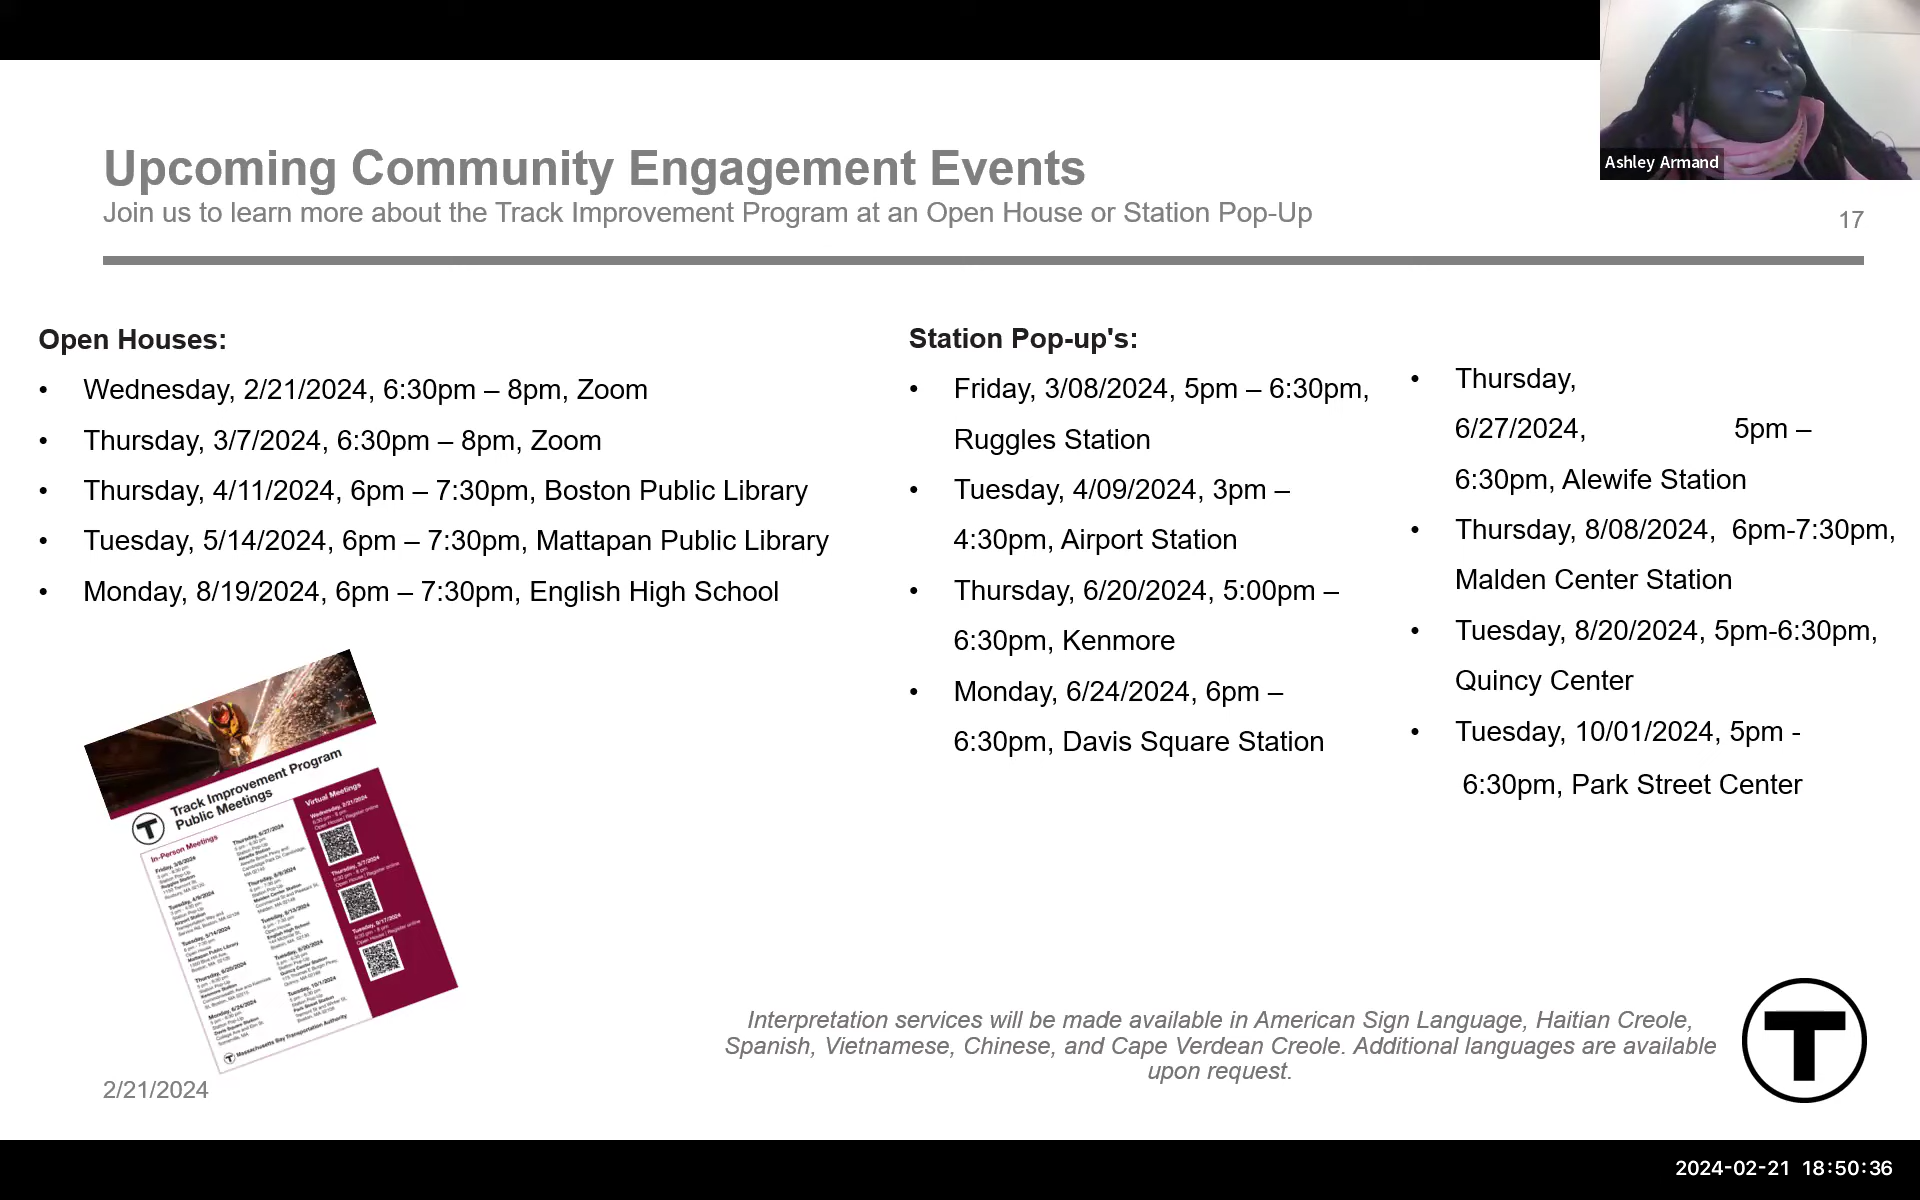 Ashley Armand
Upcoming Community Engagement Events
Join us to learn more about the Track Improvement Program at an Open House or Station Pop-Up
17
Open Houses:
• Wednesday, 2/21/2024, 6:30pm – 8pm, Zoom
• Thursday, 3/7/2024, 6:30pm – 8pm, Zoom
• Thursday, 4/11/2024, 6pm – 7:30pm, Boston Public Library
• Tuesday, 5/14/2024, 6pm – 7:30pm, Mattapan Public Library
• Monday, 8/19/2024, 6pm – 7:30pm, English High School
Station Pop-up's:
• Friday, 3/08/2024, 5pm – 6:30pm,
Ruggles Station
• Tuesday, 4/09/2024, 3pm –
4:30pm, Airport Station
• Thursday, 6/20/2024, 5:00pm –
6:30pm, Kenmore
• Monday, 6/24/2024, 6pm –
6:30pm, Davis Square Station
• Thursday,
6/27/2024, 5pm –
6:30pm, Alewife Station
• Thursday, 8/08/2024, 6pm-7:30pm,
Malden Center Station
• Tuesday, 8/20/2024, 5pm-6:30pm,
Quincy Center
• Tuesday, 10/01/2024, 5pm -
6:30pm, Park Street Center
Track Improvement Program
Public Meetings
T
In-Person Meetings
Virtual Meetings
Massachusetts Bay Transportation Authority
Interpretation services will be made available in American Sign Language, Haitian Creole,
Spanish, Vietnamese, Chinese, and Cape Verdean Creole. Additional languages are available
upon request.
T
2/21/2024
2024-02-21 18:50:36